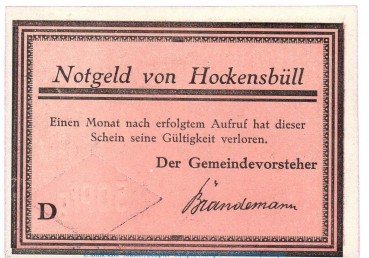 Notgeld von Hockensbüll
Einen Monat nach erfolgtem Aufruf hat dieser
Schein seine Gültigkeit verloren.
Der Gemeindevorsteher
D
Brandemann